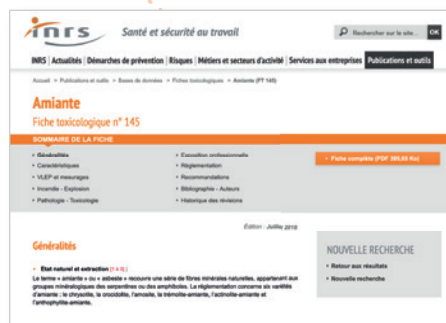 inrs Santé et sécurité au travail Rechercher sur le site... OK
INRS Actualités Démarches de prévention Risques Métiers et secteurs d'activité Services aux entreprises Publications et outils
Accueil > Publications et outils > Bases de données > Fiches toxicologiques > Amiante (FT 145)
Amiante
Fiche toxicologique n° 145
SOMMAIRE DE LA FICHE
Généralités
Caractéristiques
VLEP et mesurages
Incendie - Explosion
Pathologie - Toxicologie
Exposition professionnelle
Réglementation
Recommandations
Bibliographie - Auteurs
Historique des révisions
Fiche complète (PDF Ko)
Édition : Juillet
Généralités
État naturel et extraction
Le terme « amiante » ou « asbeste » recouvre une série de fibres minérales naturelles, appartenant aux
groupes minéralogiques des serpentines ou des amphiboles. La réglementation concerne six variétés
d'amiante : le chrysotile, la crocidolite, l'amosite, la trémolite-amiante, l'actinolite-amiante et
l'anthophyllite-amiante.
NOUVELLE RECHERCHE
Retour aux résultats
Nouvelle recherche